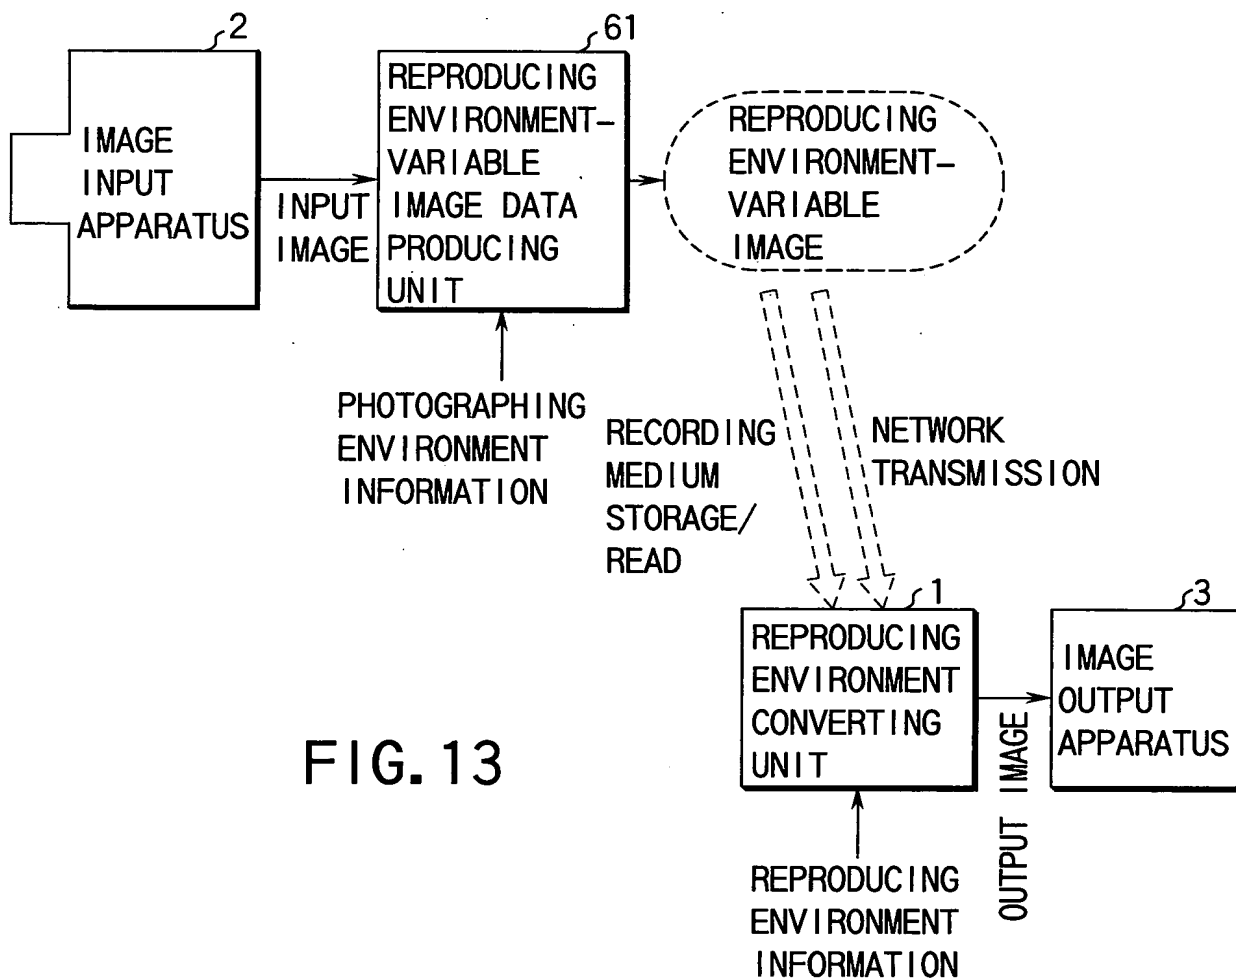 2
61
IMAGE
INPUT
APPARATUS
INPUT
IMAGE
REPRODUCING
ENVIRONMENT-
VARIABLE
IMAGE DATA
PRODUCING
UNIT
REPRODUCING
ENVIRONMENT-
VARIABLE
IMAGE
PHOTOGRAPHING
ENVIRONMENT
INFORMATION
RECORDING
MEDIUM
STORAGE/
READ
NETWORK
TRANSMISSION
1
3
REPRODUCING
ENVIRONMENT
CONVERTING
UNIT
OUTPUT IMAGE
IMAGE
OUTPUT
APPARATUS
REPRODUCING
ENVIRONMENT
INFORMATION
FIG. 13